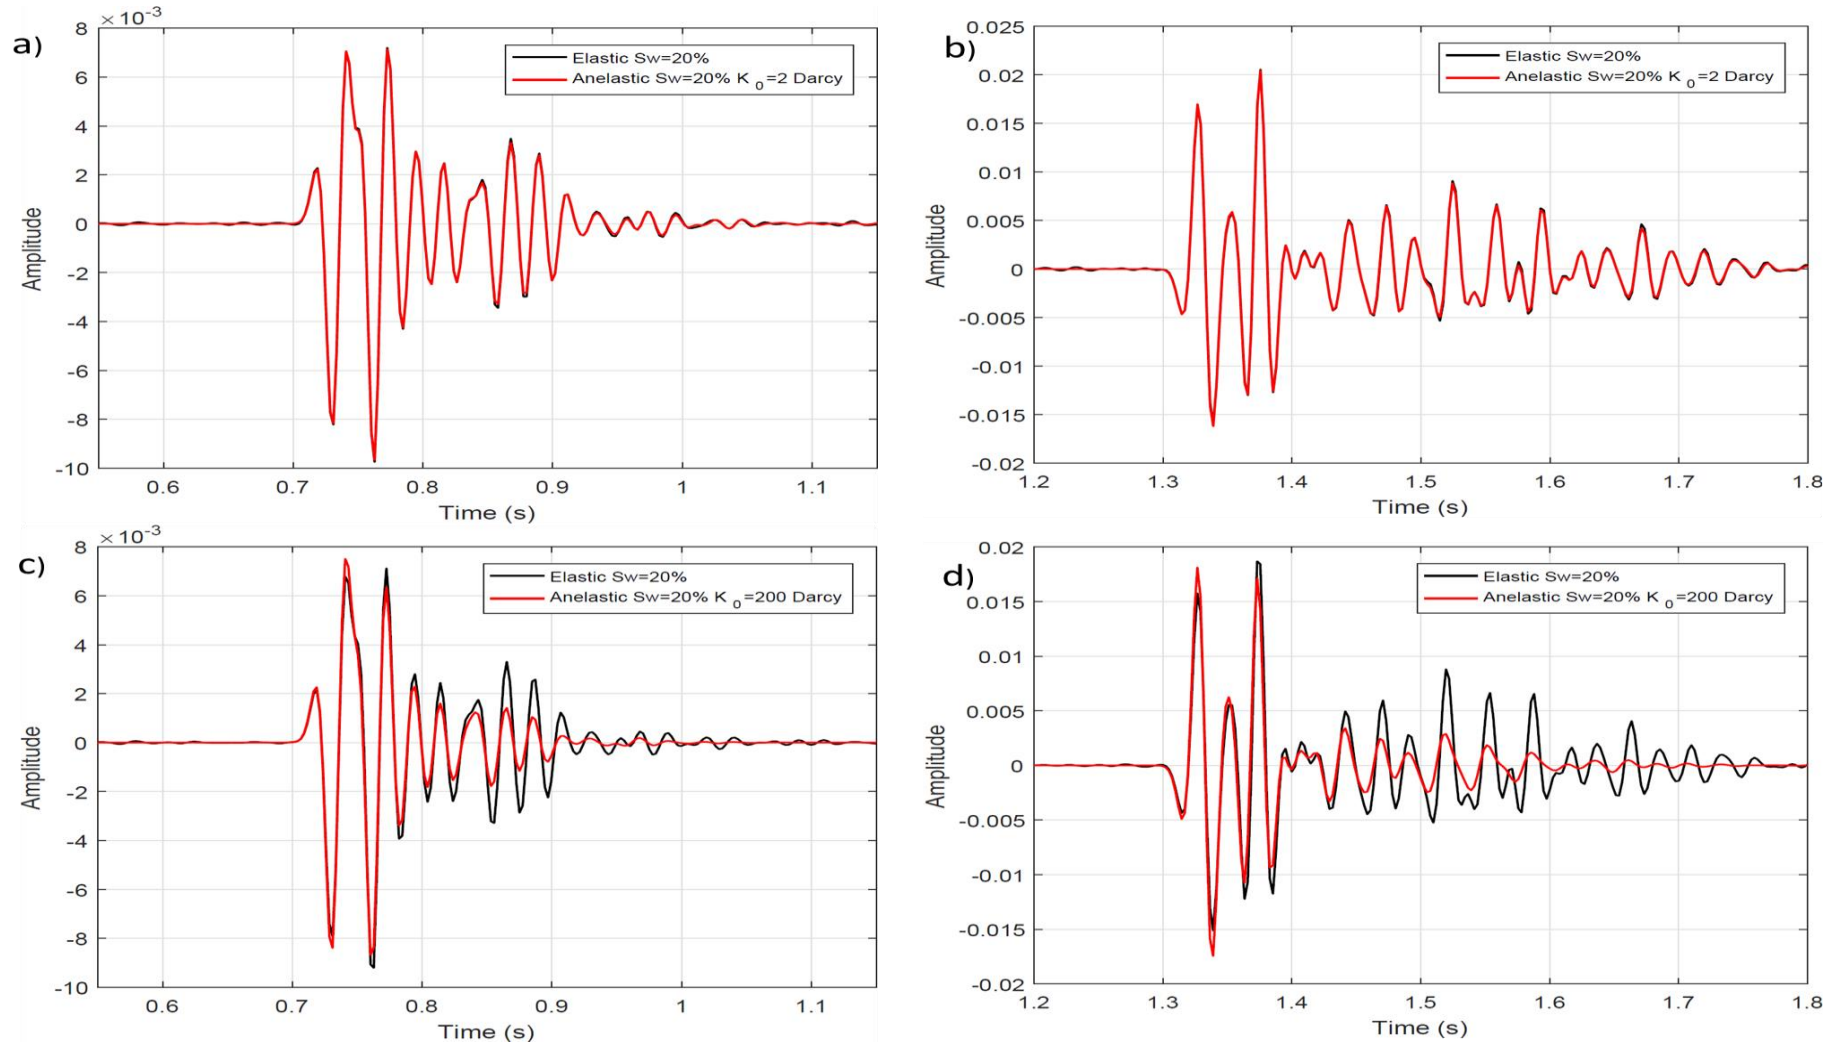 a)
×10-3
8
6
4
2
0
-2
-4
-6
-8
-10
Amplitude
Elastic Sw=20%
Anelastic Sw=20% K 0=2 Darcy
0.6 0.7 0.8 0.9 1 1.1
Time (s)
b)
0.025
0.02
0.015
0.01
0.005
0
-0.005
-0.01
-0.015
-0.02
Amplitude
Elastic Sw=20%
Anelastic Sw=20% K 0=2 Darcy
1.2 1.3 1.4 1.5 1.6 1.7 1.8
Time (s)
c)
×10-3
8
6
4
2
0
-2
-4
-6
-8
-10
Amplitude
Elastic Sw=20%
Anelastic Sw=20% K 0=200 Darcy
0.6 0.7 0.8 0.9 1 1.1
Time (s)
d)
0.02
0.015
0.01
0.005
0
-0.005
-0.01
-0.015
-0.02
Amplitude
Elastic Sw=20%
Anelastic Sw=20% K 0=200 Darcy
1.2 1.3 1.4 1.5 1.6 1.7 1.8
Time (s)